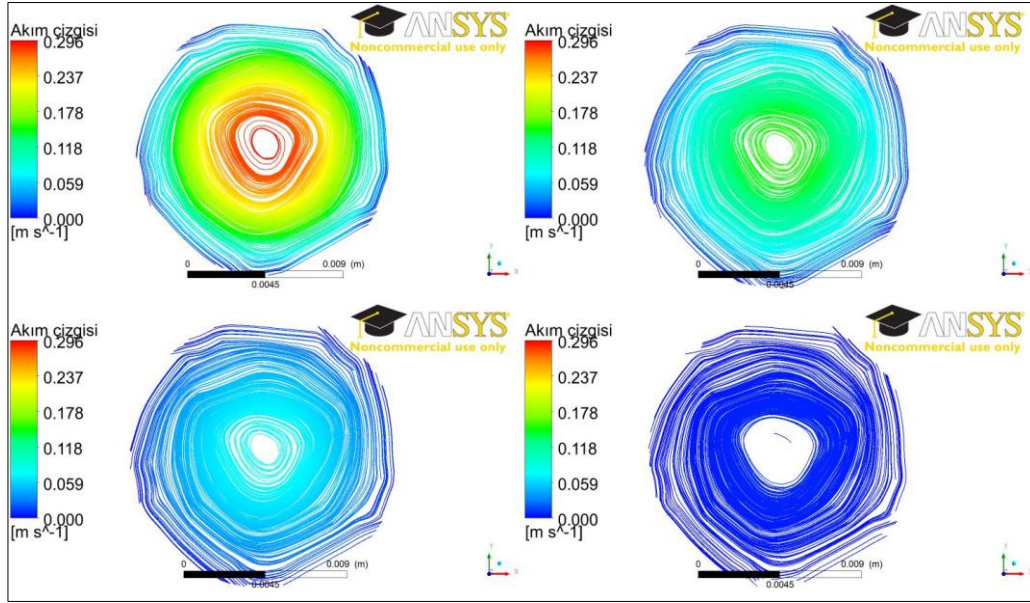 Akım çizgisi
0.296
0.237
0.178
0.118
0.059
0.000
[m s^-1]
ANSYS
Noncommercial use only
0
0.009 (m)
0.0045
Y
X
Akım çizgisi
0.296
0.237
0.178
0.118
0.059
0.000
[m s^-1]
ANSYS
Noncommercial use only
0
0.009 (m)
0.0045
Y
X
Akım çizgisi
0.296
0.237
0.178
0.118
0.059
0.000
[m s^-1]
ANSYS
Noncommercial use only
0
0.009 (m)
0.0045
Y
X
Akım çizgisi
0.296
0.237
0.178
0.118
0.059
0.000
[m s^-1]
ANSYS
Noncommercial use only
0
0.009 (m)
0.0045
Y
X